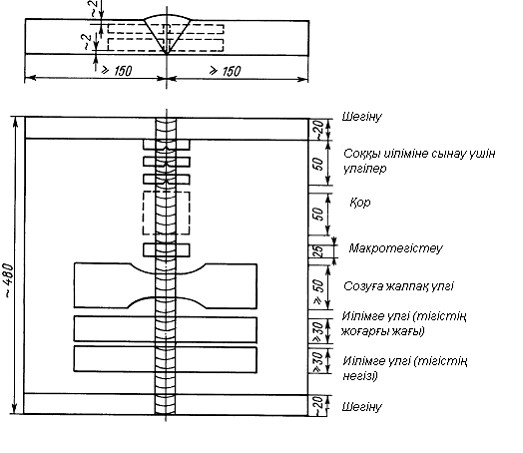 ~2
~2
⩾ 150
⩾ 150
~480
~20
Шегіну
50
Соққы иіліміне сынау үшін
үлгілер
50
Қор
25
Макротегістеу
⩾ 50
Созуға жалпақ үлгі
⩾30
Иілімге үлгі (тігістің
жоғарғы жағы)
⩾30
Иілімге үлгі (тігістің
негізі)
~20
Шегіну